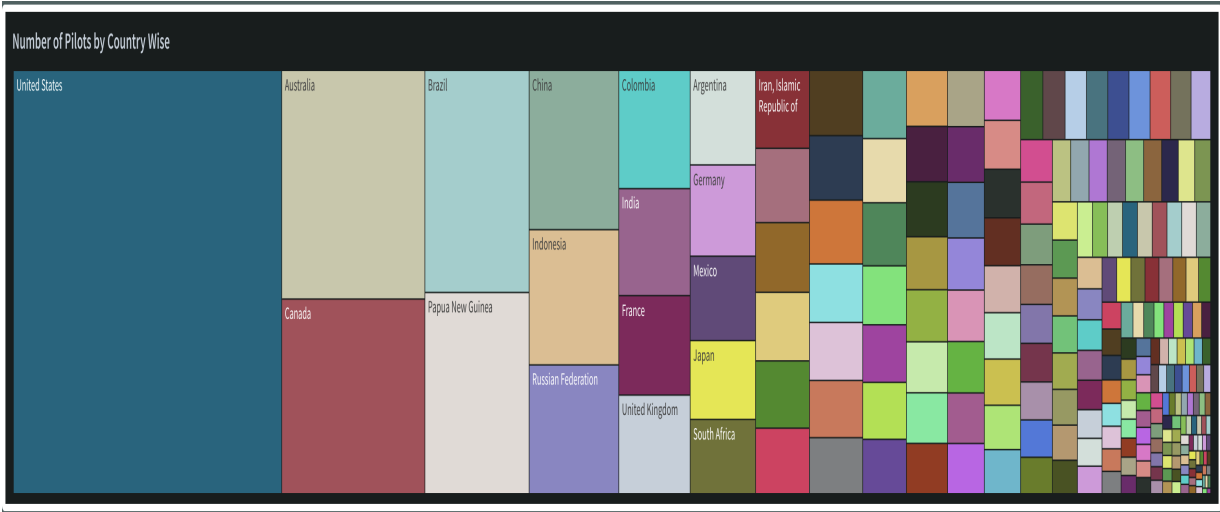 Number of Pilots by Country Wise
United States
Australia
Canada
Brazil
Papua New Guinea
China
Indonesia
Russian Federation
Colombia
India
France
United Kingdom
Argentina
Germany
Mexico
Japan
South Africa
Iran, Islamic
Republic of